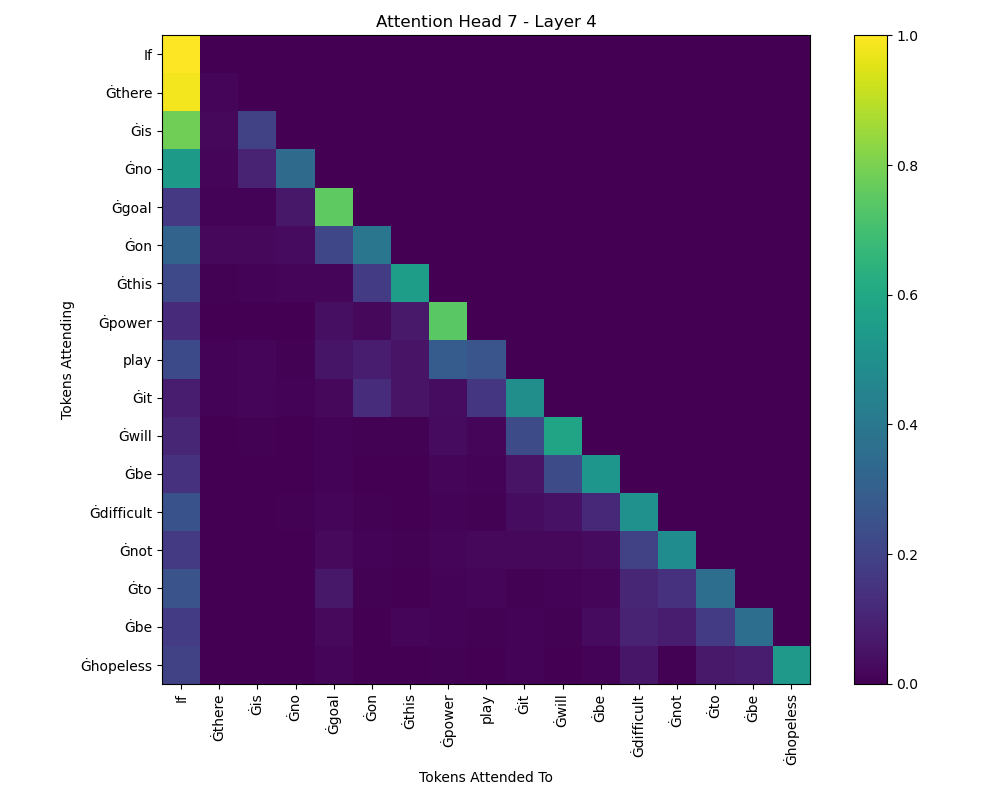 Attention Head 7 - Layer 4
If
Ġthere
Ġis
Ġno
Ġgoal
Ġon
Ġthis
Ġpower
play
Ġit
Ġwill
Ġbe
Ġdifficult
Ġnot
Ġto
Ġbe
Ġhopeless
Tokens Attending
If
Ġthere
Ġis
Ġno
Ġgoal
Ġon
Ġthis
Ġpower
play
Ġit
Ġwill
Ġbe
Ġdifficult
Ġnot
Ġto
Ġbe
Ġhopeless
Tokens Attended To
1.0
0.8
0.6
0.4
0.2
0.0